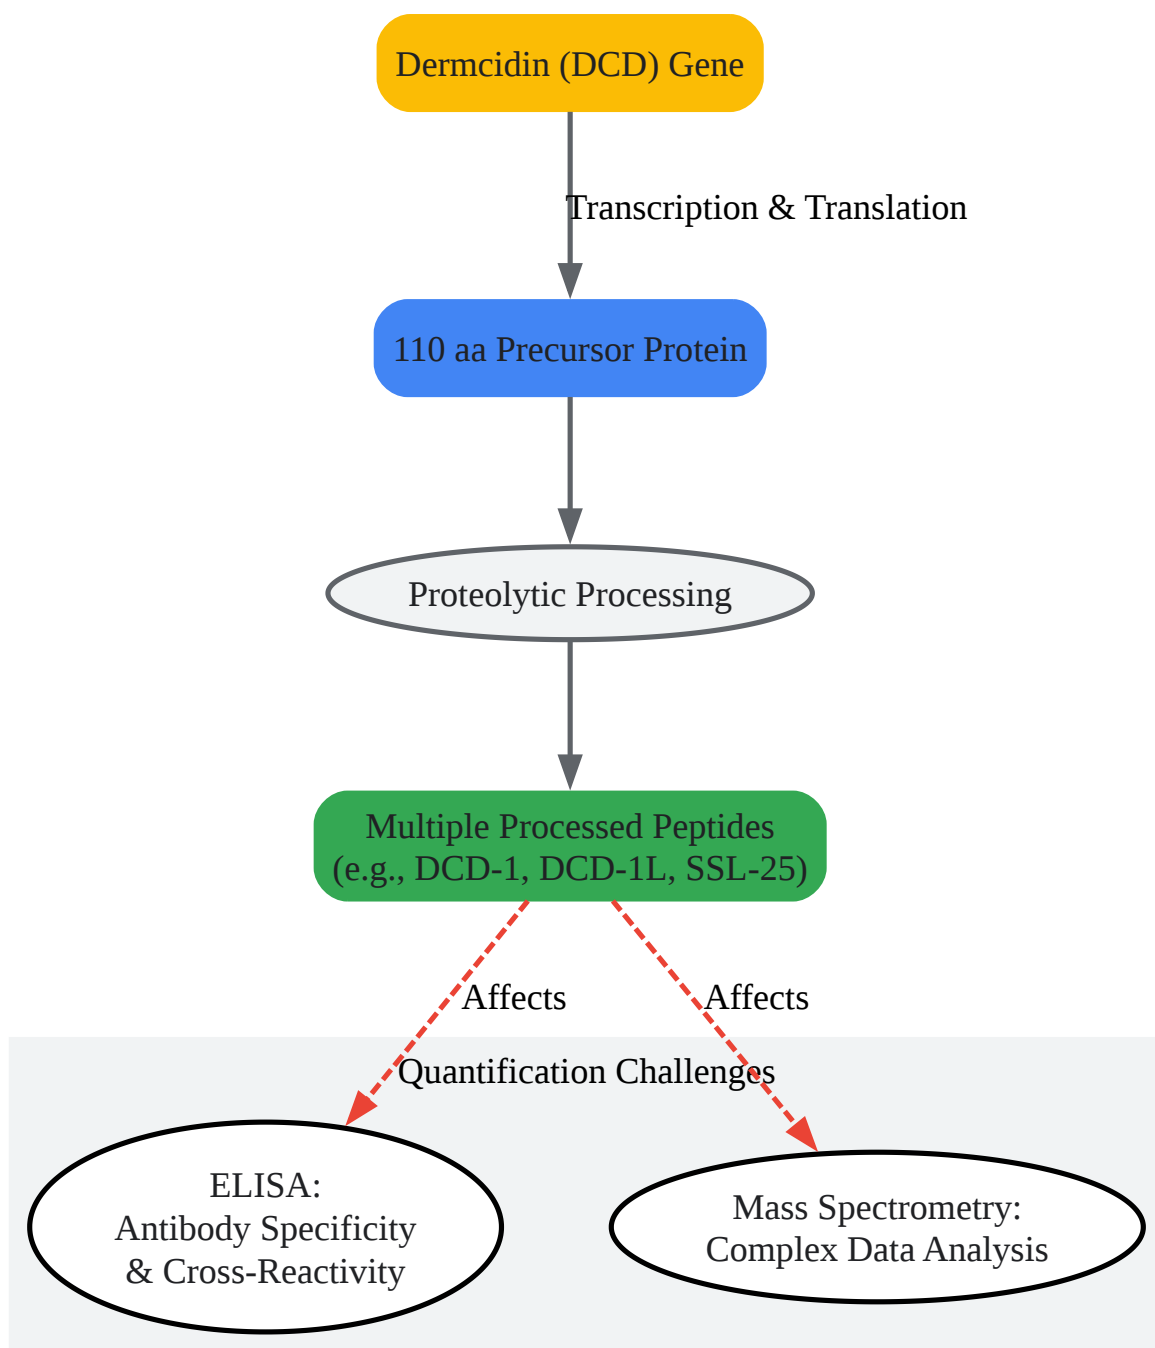 Dermcidin (DCD) Gene
Transcription & Translation
110 aa Precursor Protein
Proteolytic Processing
Multiple Processed Peptides
(e.g., DCD-1, DCD-1L, SSL-25)
Affects
Affects
Quantification Challenges
ELISA:
Antibody Specificity
& Cross-Reactivity
Mass Spectrometry:
Complex Data Analysis